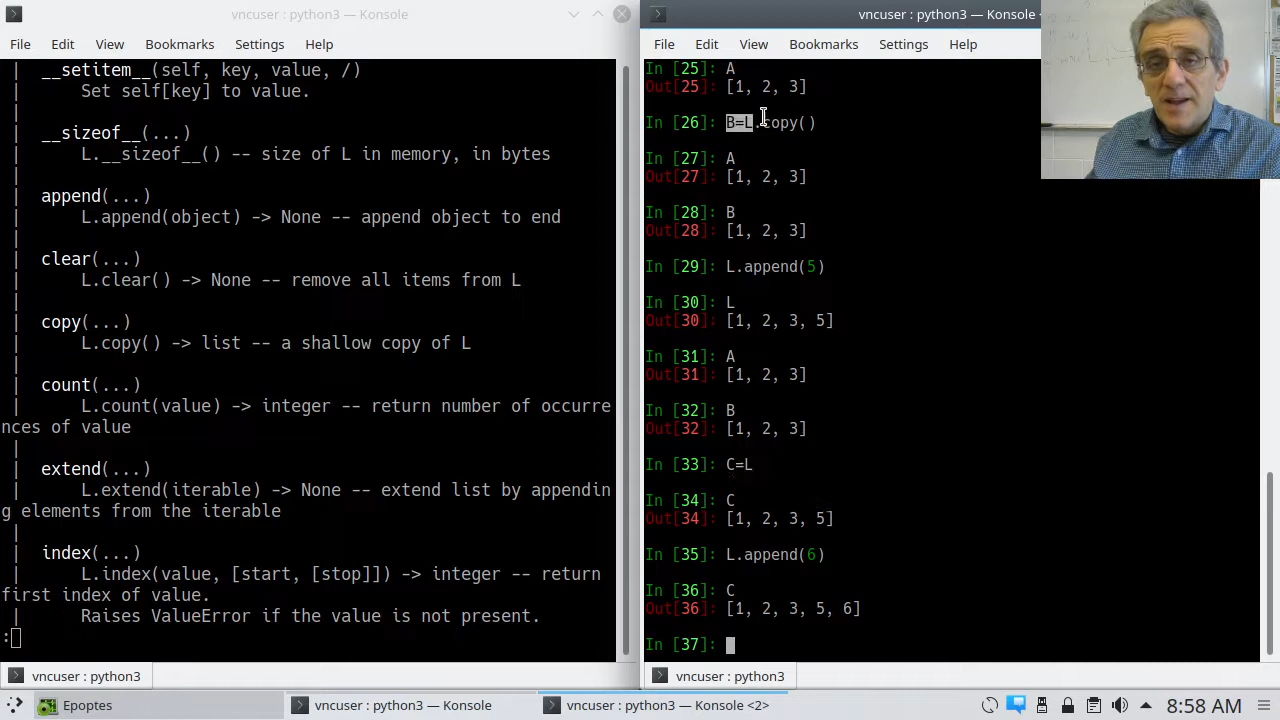 vncuser : python3 — Konsole
File Edit View Bookmarks Settings Help
| __setitem__(self, key, value, /)
| Set self[key] to value.
|
| __sizeof__(...)
| L.__sizeof__() -- size of L in memory, in bytes
|
| append(...)
| L.append(object) -> None -- append object to end
|
| clear(...)
| L.clear() -> None -- remove all items from L
|
| copy(...)
| L.copy() -> list -- a shallow copy of L
|
| count(...)
| L.count(value) -> integer -- return number of occurre
nces of value
|
| extend(...)
| L.extend(iterable) -> None -- extend list by appendin
g elements from the iterable
|
| index(...)
| L.index(value, [start, [stop]]) -> integer -- return
first index of value.
| Raises ValueError if the value is not present.
:
vncuser : python3
vncuser : python3 — Konsole
File Edit View Bookmarks Settings Help
In [25]: A
Out[25]: [1, 2, 3]
In [26]: B=L.copy()
In [27]: A
Out[27]: [1, 2, 3]
In [28]: B
Out[28]: [1, 2, 3]
In [29]: L.append(5)
In [30]: L
Out[30]: [1, 2, 3, 5]
In [31]: A
Out[31]: [1, 2, 3]
In [32]: B
Out[32]: [1, 2, 3]
In [33]: C=L
In [34]: C
Out[34]: [1, 2, 3, 5]
In [35]: L.append(6)
In [36]: C
Out[36]: [1, 2, 3, 5, 6]
In [37]:
vncuser : python3
Epoptes
vncuser : python3 — Konsole
vncuser : python3 — Konsole <2>
8:58 AM